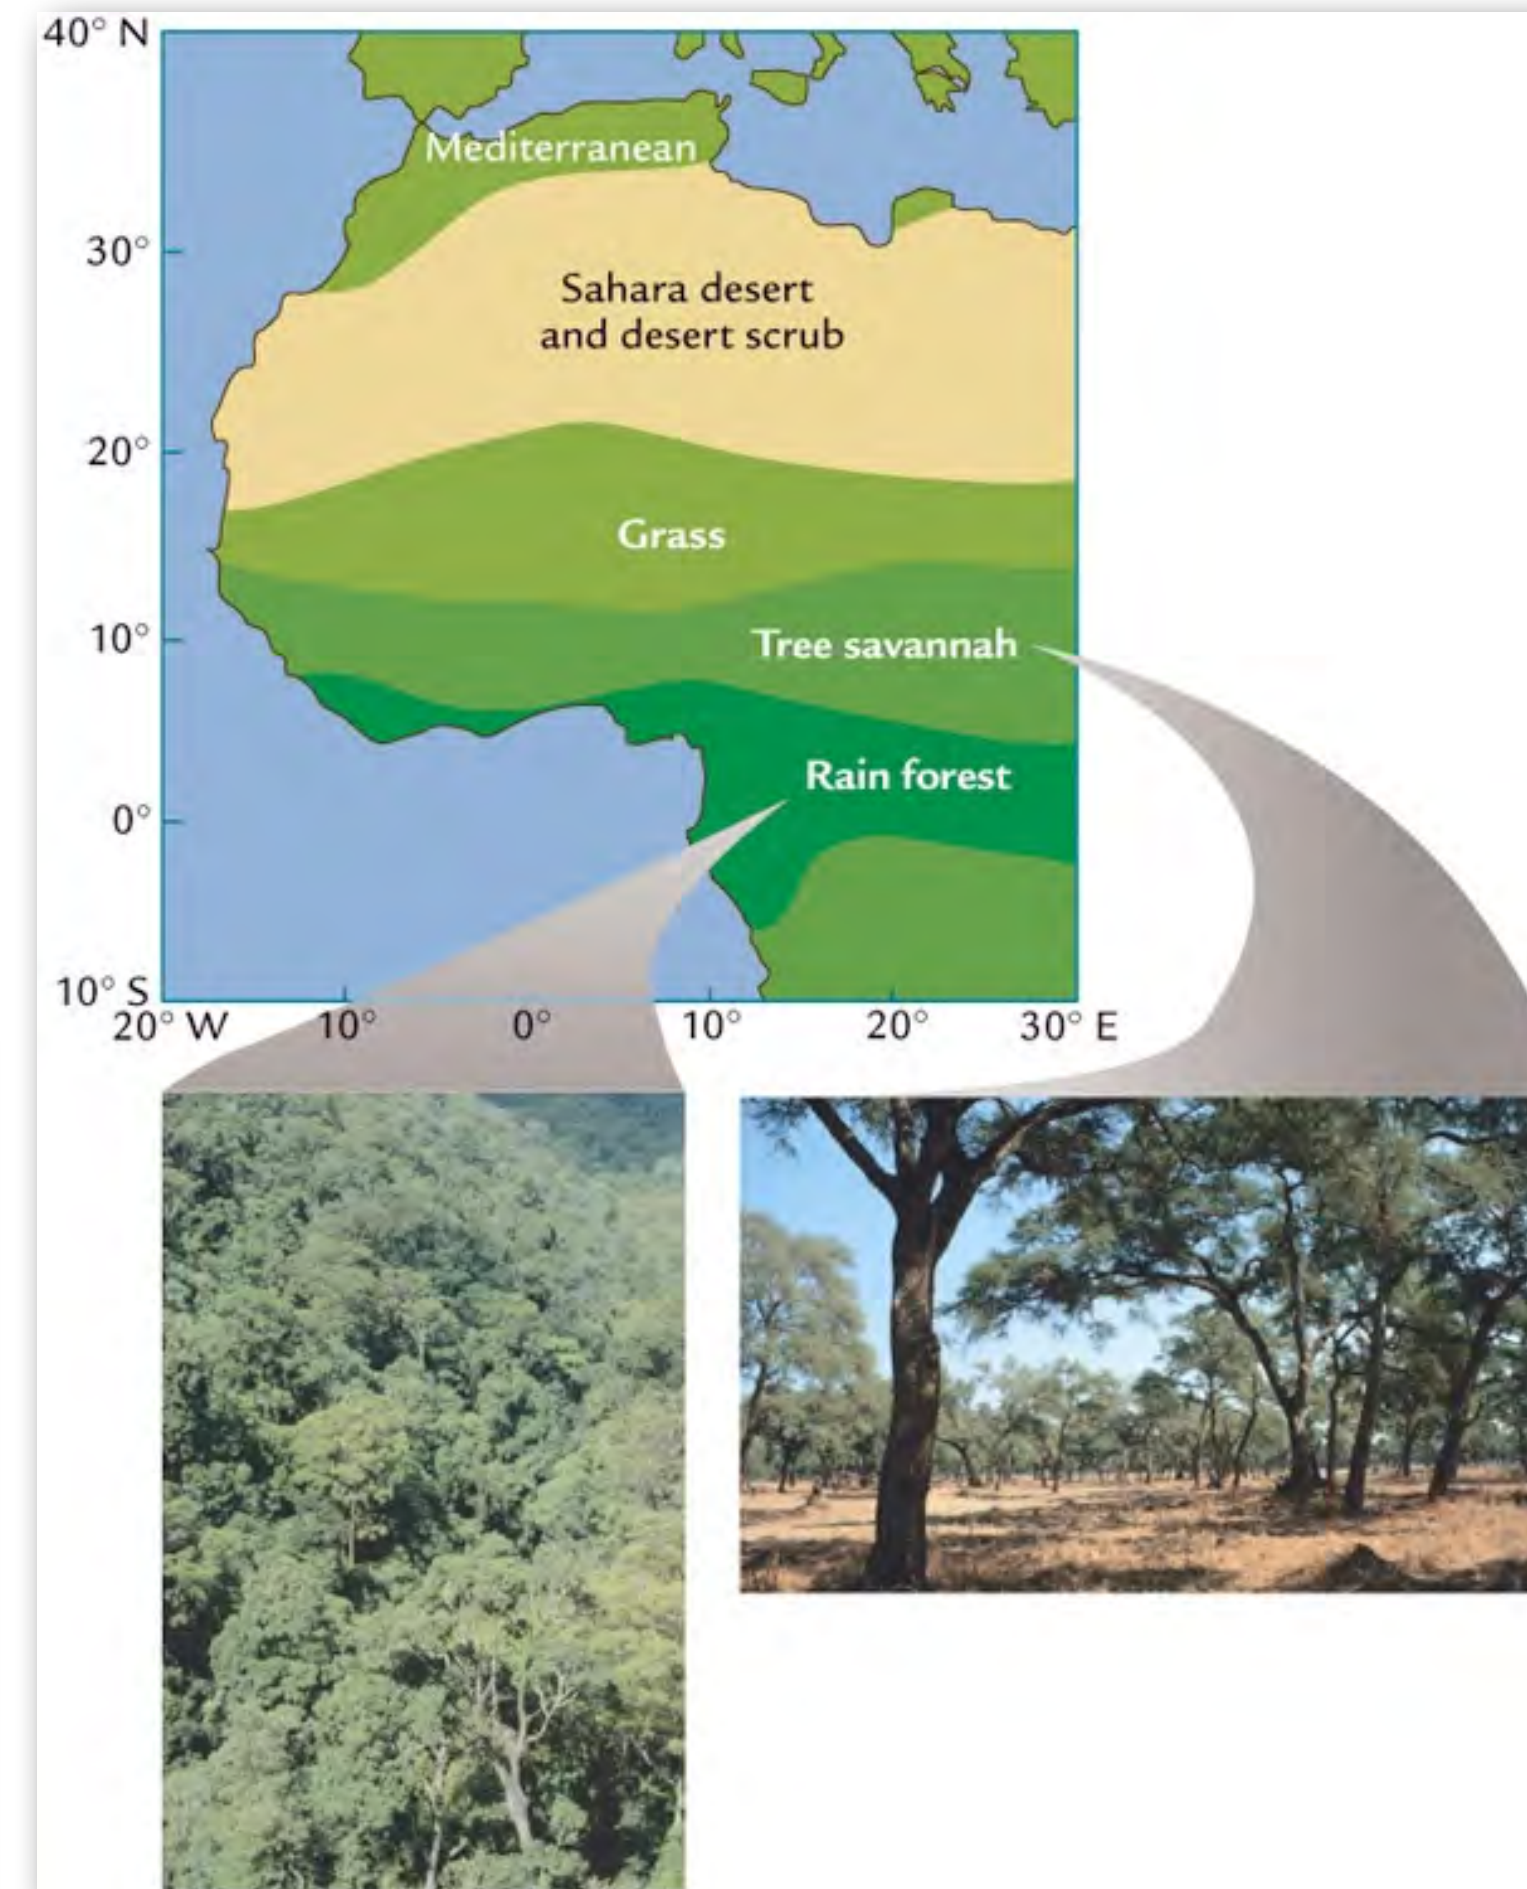 40° N
Mediterranean
30°
Sahara desert
and desert scrub
20°
Grass
10°
Tree savannah
Rain forest
0°
10° S
20° W 10° 0° 10° 20° 30° E